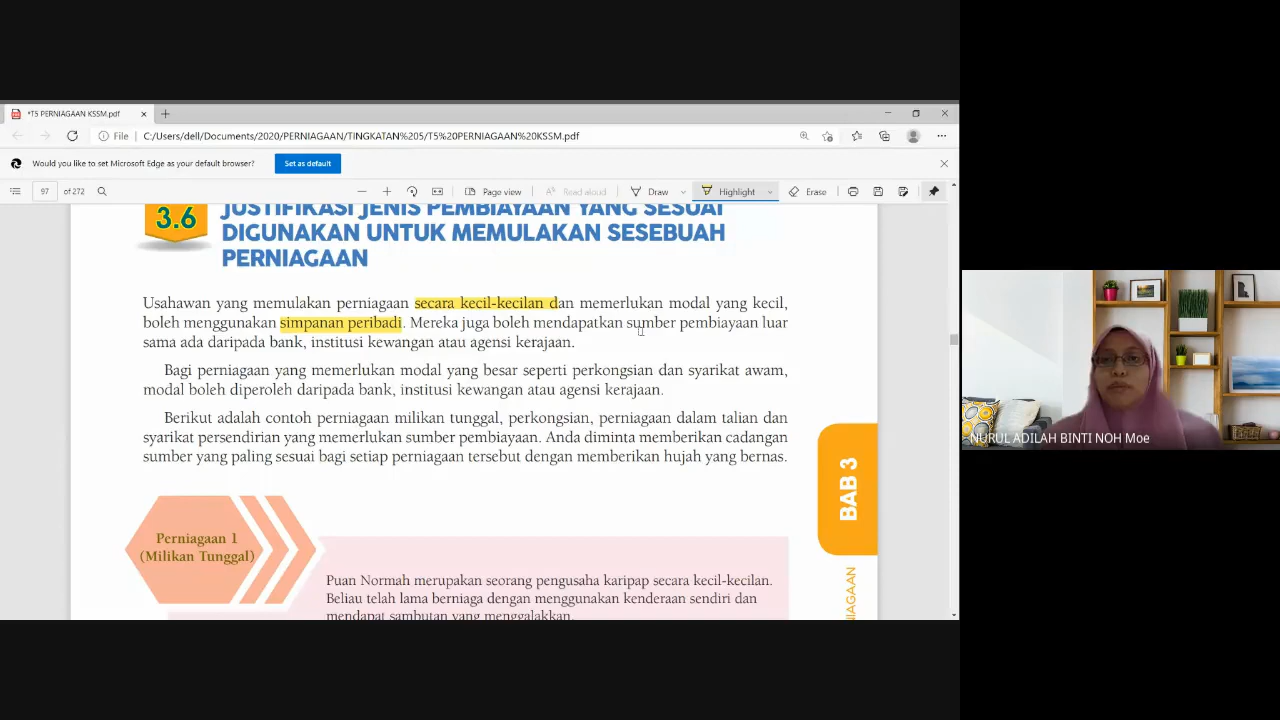 *T5 PERNIAGAAN KSSM.pdf
File
C:/Users/dell/Documents/2020/PERNIAGAAN/TINGKATAN%205/T5%20PERNIAGAAN%20KSSM.pdf
Would you like to set Microsoft Edge as your default browser?
Set as default
97
of 272
Page view
Read aloud
Draw
Highlight
Erase
3.6
JUSTIFIKASI JENIS PEMBIAYAAN YANG SESUAI
DIGUNAKAN UNTUK MEMULAKAN SESEBUAH
PERNIAGAAN
Usahawan yang memulakan perniagaan secara kecil-kecilan dan memerlukan modal yang kecil,
boleh menggunakan simpanan peribadi. Mereka juga boleh mendapatkan sumber pembiayaan luar
sama ada daripada bank, institusi kewangan atau agensi kerajaan.
Bagi perniagaan yang memerlukan modal yang besar seperti perkongsian dan syarikat awam,
modal boleh diperoleh daripada bank, institusi kewangan atau agensi kerajaan.
Berikut adalah contoh perniagaan milikan tunggal, perkongsian, perniagaan dalam talian dan
syarikat persendirian yang memerlukan sumber pembiayaan. Anda diminta memberikan cadangan
sumber yang paling sesuai bagi setiap perniagaan tersebut dengan memberikan hujah yang bernas.
BAB 3
NIAGAAN
Perniagaan 1
(Milikan Tunggal)
Puan Normah merupakan seorang pengusaha karipap secara kecil-kecilan.
Beliau telah lama berniaga dengan menggunakan kenderaan sendiri dan
mendapat sambutan yang menggalakkan.
NURUL ADILAH BINTI NOH Moe